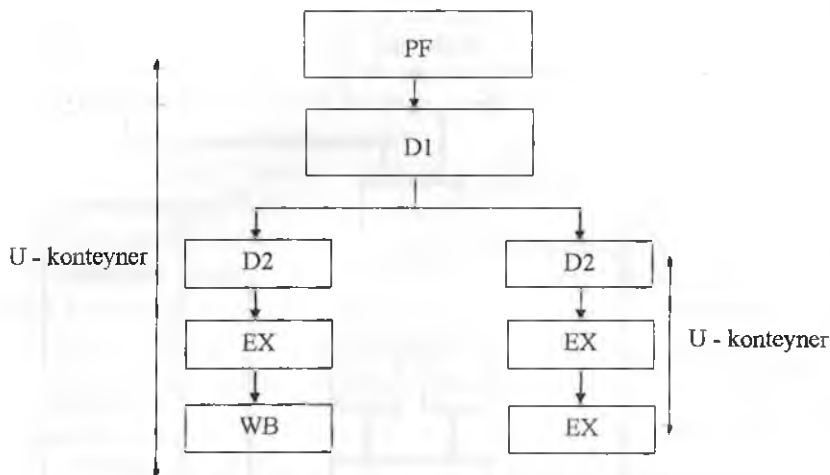 PF
D1
U - konteyner
D2
D2
EX
EX
U - konteyner
WB
EX